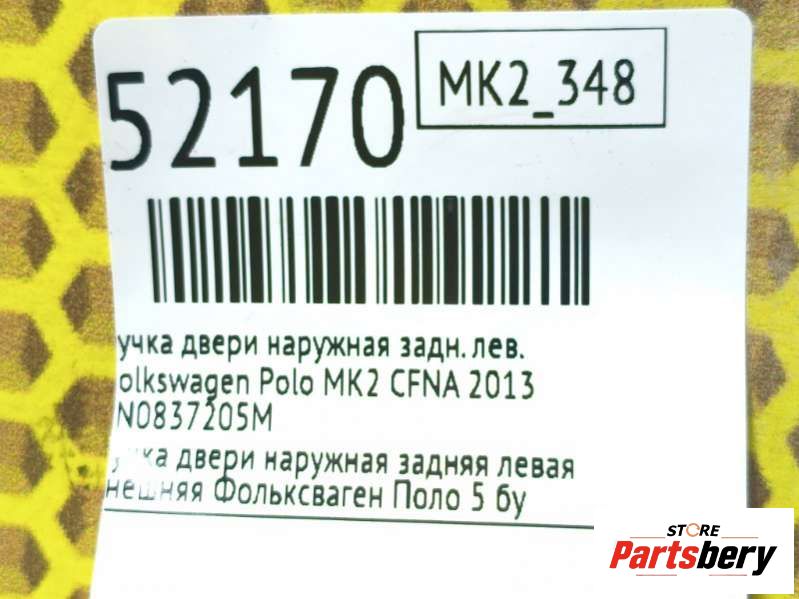 52170
MK2_348
учка двери наружная задн. лев.
olkswagen Polo MK2 CFNA 2013
N0837205M
учка двери наружная задняя левая
нешняя Фольксваген Поло 5 бу
STORE
Partsbery